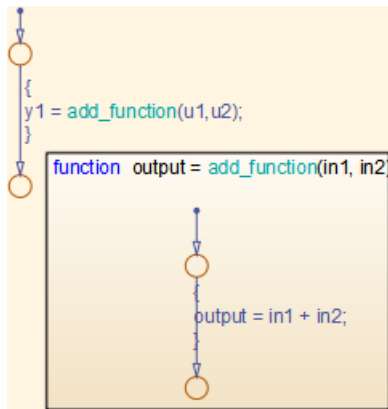 {
y1 = add_function(u1,u2);
}
function output = add_function(in1, in2)
{
output = in1 + in2;
}